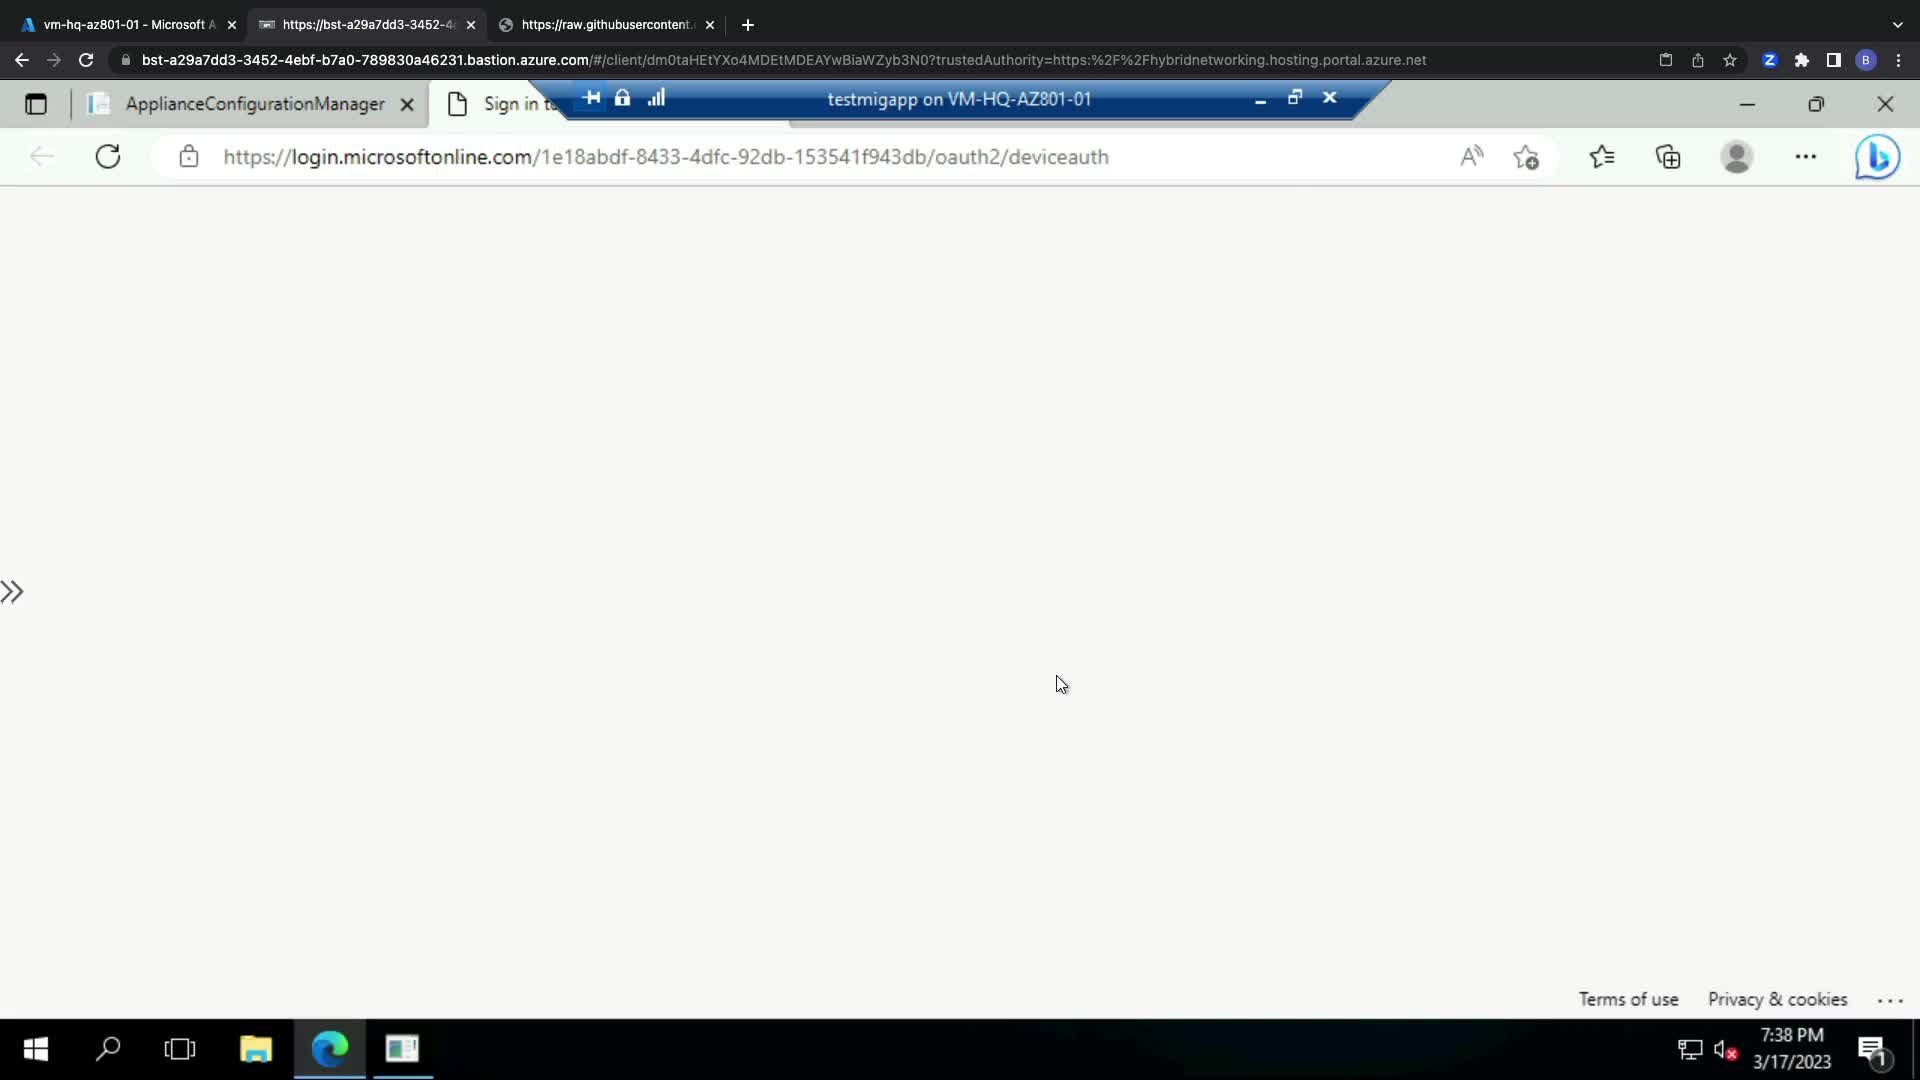 vm-hq-az801-01 - Microsoft A
https://bst-a29a7dd3-3452-4e
https://raw.githubusercontent.
bst-a29a7dd3-3452-4ebf-b7a0-789830a46231.bastion.azure.com/#/client/dm0taHEtYXo4MDEtMDEAYwBiaWZyb3N0?trustedAuthority=https:%2F%2Fhybridnetworking.hosting.portal.azure.net
Z
B
ApplianceConfigurationManager
Sign in to
testmigapp on VM-HQ-AZ801-01
https://login.microsoftonline.com/1e18abdf-8433-4dfc-92db-153541f943db/oauth2/deviceauth
Terms of use
Privacy & cookies
7:38 PM
3/17/2023
1